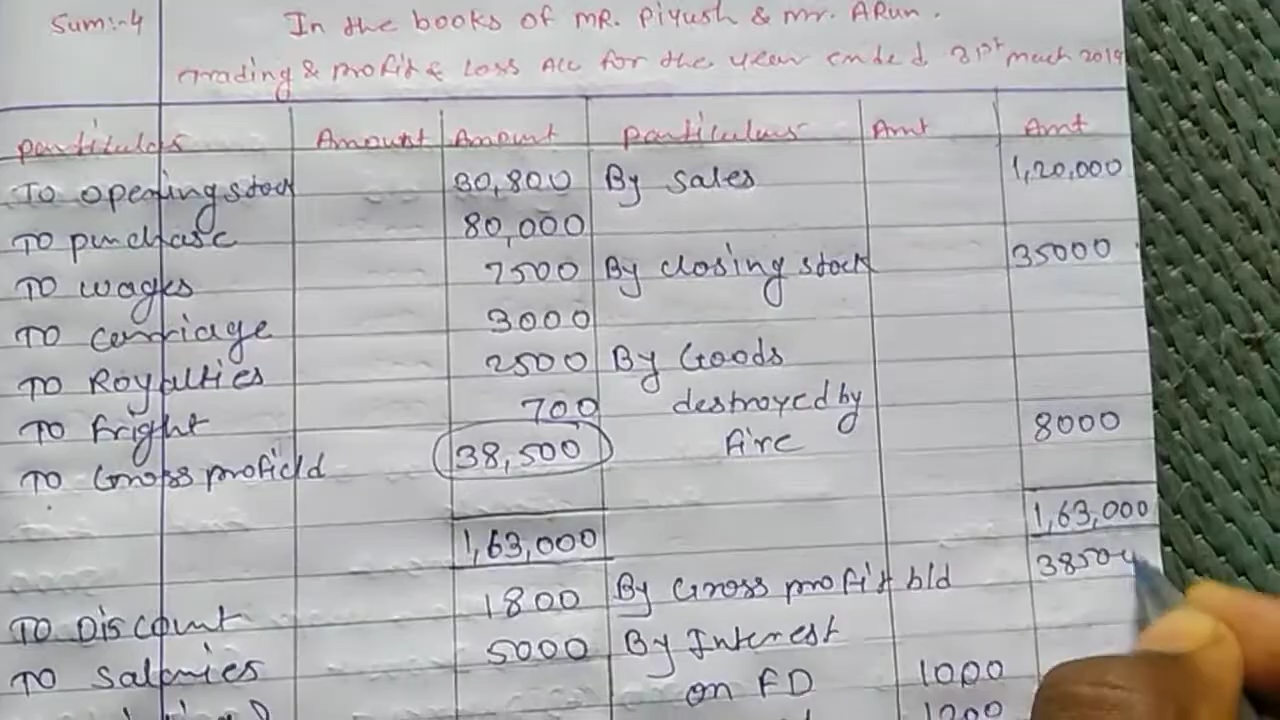 Sum:-4 In the books of MR. Piyush & Mr. ARun.
Trading & Profit & Loss Acc for the year ended 31st march 2019
Particulars Amount Amount Particulars Amt Amt
TO Opening stock 30,800 By Sales 1,20,000
TO purchase 80,000
TO wages 7500 By closing stock 35000
TO carriage 3000
TO Royalties 2500 By Goods
TO fright 700 destroyed by
TO Gross profit c/d 38,500 fire 8000
1,63,000 1,63,000
TO Discount 1800 By Gross profit b/d 3850
TO Salaries 5000 By Interest
on FD 1000
1200